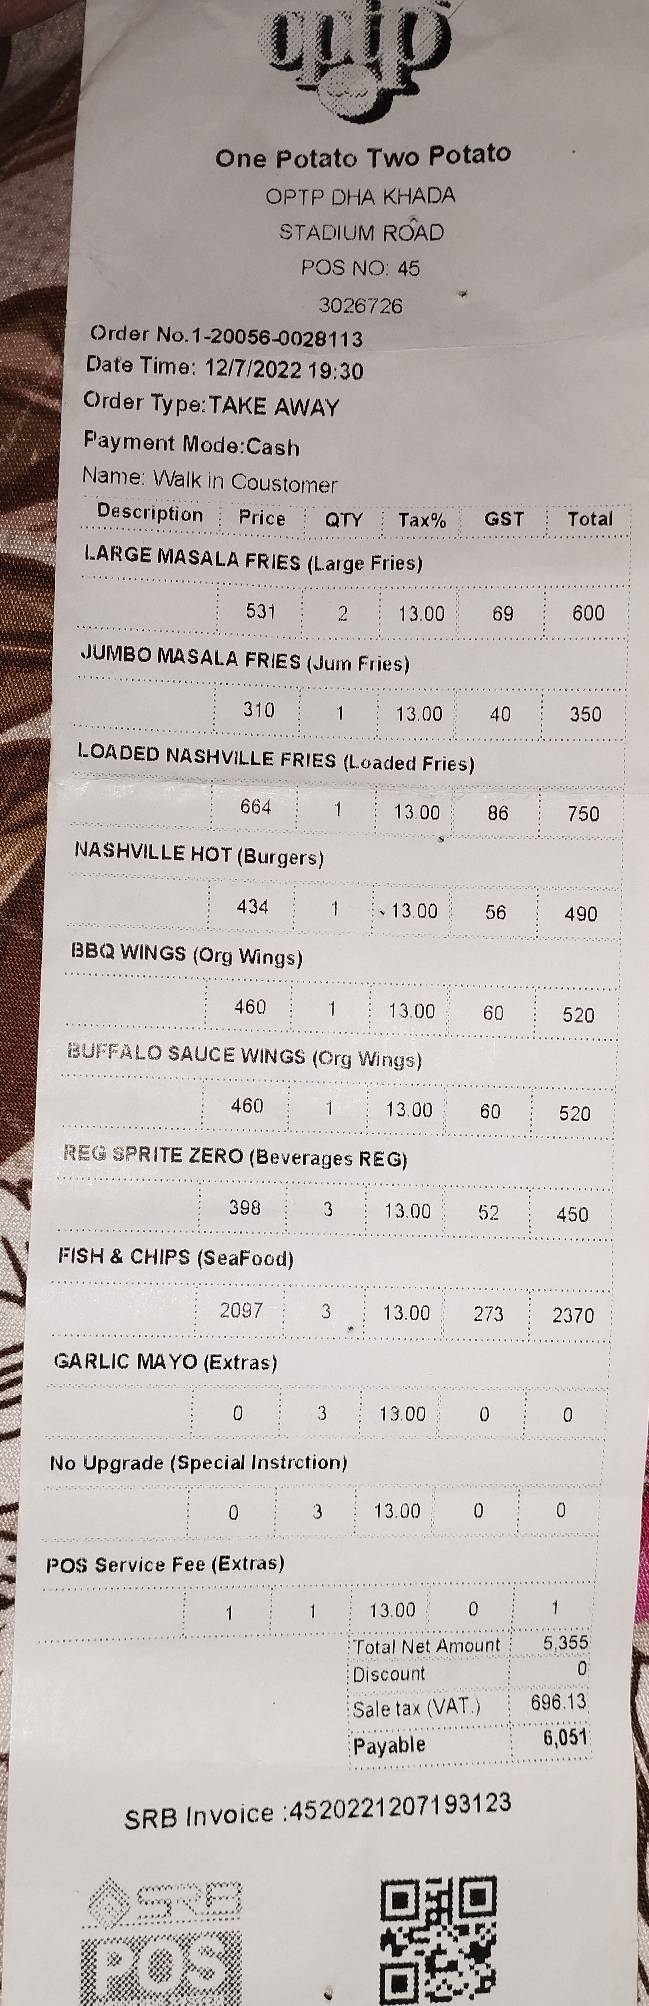 optp
One Potato Two Potato
OPTP DHA KHADA
STADIUM ROAD
POS NO: 45
3026726
Order No.1-20056-0028113
Date Time: 12/7/2022 19:30
Order Type:TAKE AWAY
Payment Mode:Cash
Name: Walk in Coustomer
Description Price QTY Tax% GST Total
LARGE MASALA FRIES (Large Fries)
531 2 13.00 69 600
JUMBO MASALA FRIES (Jum Fries)
310 1 13.00 40 350
LOADED NASHVILLE FRIES (Loaded Fries)
664 1 13.00 86 750
NASHVILLE HOT (Burgers)
434 1 13.00 56 490
BBQ WINGS (Org Wings)
460 1 13.00 60 520
BUFFALO SAUCE WINGS (Org Wings)
460 1 13.00 60 520
REG SPRITE ZERO (Beverages REG)
398 3 13.00 52 450
FISH & CHIPS (SeaFood)
2097 3 13.00 273 2370
GARLIC MAYO (Extras)
0 3 13.00 0 0
No Upgrade (Special Instrction)
0 3 13.00 0 0
POS Service Fee (Extras)
1 1 13.00 0 1
Total Net Amount 5,355
Discount 0
Sale tax (VAT.) 696.13
Payable 6,051
SRB Invoice :4520221207193123
SRB
POS